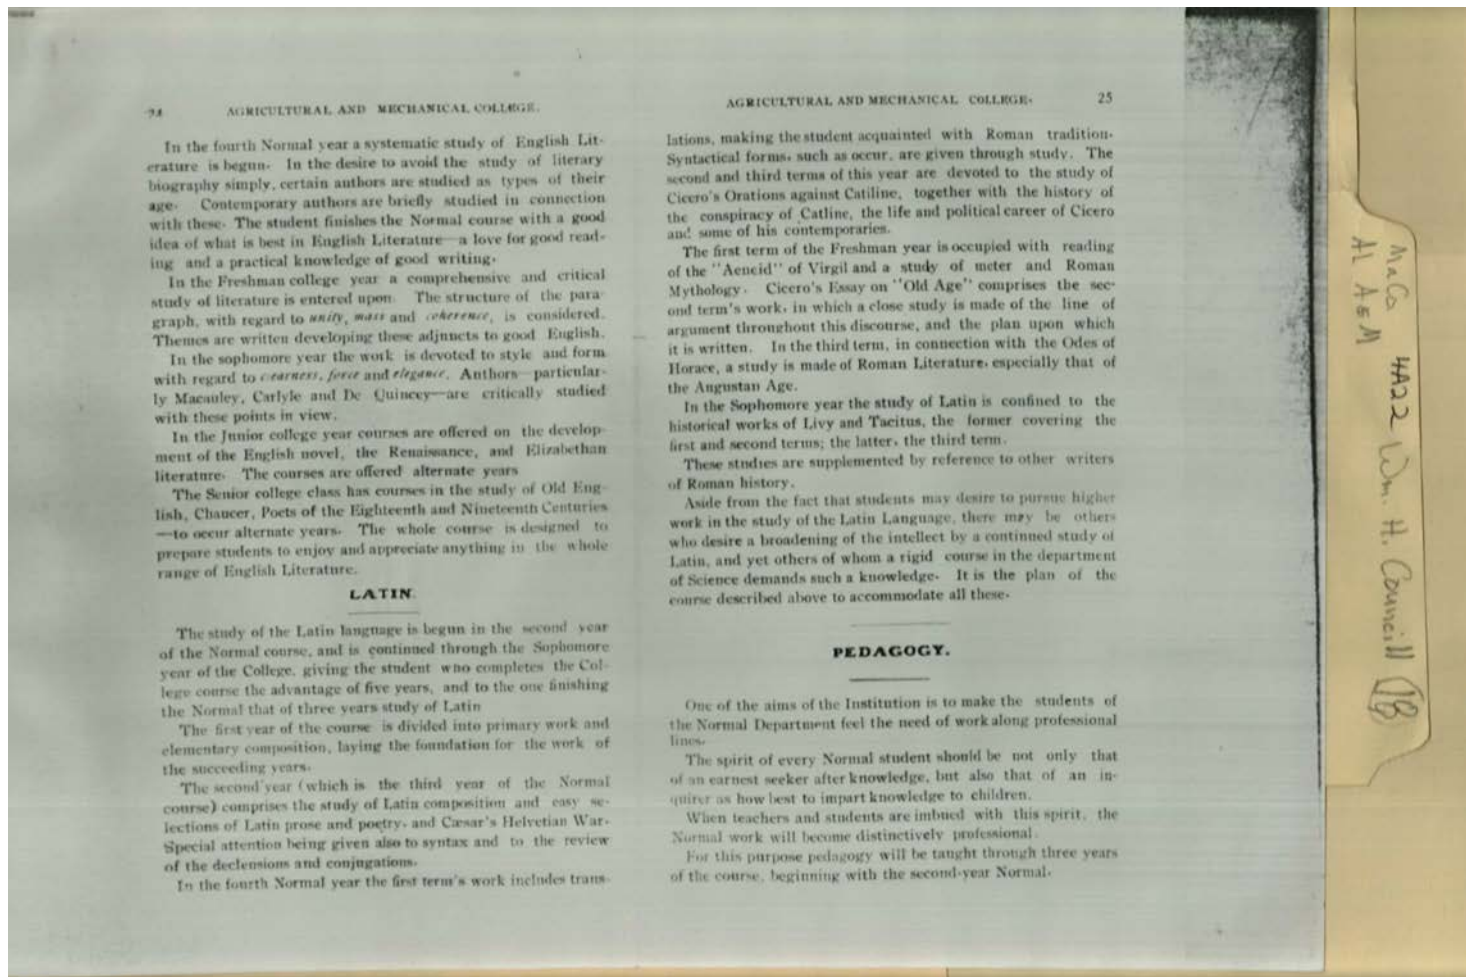 24 AGRICULTURAL AND MECHANICAL COLLEGE.
In the fourth Normal year a systematic study of English Lit-
erature is begun. In the desire to avoid the study of literary
biography simply, certain authors are studied as types of their
age. Contemporary authors are briefly studied in connection
with these. The student finishes the Normal course with a good
idea of what is best in English Literature—a love for good read-
ing and a practical knowledge of good writing.
In the Freshman college year a comprehensive and critical
study of literature is entered upon. The structure of the para-
graph, with regard to unity, mass and coherence, is considered.
Themes are written developing these adjuncts to good English.
In the sophomore year the work is devoted to style and form
with regard to clearness, force and elegance. Authors—particular-
ly Macauley, Carlyle and De Quincey—are critically studied
with these points in view.
In the Junior college year courses are offered on the develop-
ment of the English novel, the Renaissance, and Elizabethan
literature. The courses are offered alternate years
The Senior college class has courses in the study of Old Eng-
lish, Chaucer, Poets of the Eighteenth and Nineteenth Centuries
—to occur alternate years. The whole course is designed to
prepare students to enjoy and appreciate anything in the whole
range of English Literature.
LATIN.
The study of the Latin language is begun in the second year
of the Normal course, and is continued through the Sophomore
year of the College, giving the student who completes the Col-
lege course the advantage of five years, and to the one finishing
the Normal that of three years study of Latin
The first year of the course is divided into primary work and
elementary composition, laying the foundation for the work of
the succeeding years.
The second year (which is the third year of the Normal
course) comprises the study of Latin composition and easy se-
lections of Latin prose and poetry, and Cæsar's Helvetian War.
Special attention being given also to syntax and to the review
of the declensions and conjugations.
In the fourth Normal year the first term's work includes trans-
AGRICULTURAL AND MECHANICAL COLLEGE. 25
lations, making the student acquainted with Roman tradition.
Syntactical forms, such as occur, are given through study. The
second and third terms of this year are devoted to the study of
Cicero's Orations against Catiline, together with the history of
the conspiracy of Catline, the life and political career of Cicero
and some of his contemporaries.
The first term of the Freshman year is occupied with reading
of the "Aeneid" of Virgil and a study of meter and Roman
Mythology. Cicero's Essay on "Old Age" comprises the sec-
ond term's work, in which a close study is made of the line of
argument throughout this discourse, and the plan upon which
it is written. In the third term, in connection with the Odes of
Horace, a study is made of Roman Literature, especially that of
the Angustan Age.
In the Sophomore year the study of Latin is confined to the
historical works of Livy and Tacitus, the former covering the
first and second terms; the latter, the third term.
These studies are supplemented by reference to other writers
of Roman history.
Aside from the fact that students may desire to pursue higher
work in the study of the Latin Language, there may be others
who desire a broadening of the intellect by a continued study of
Latin, and yet others of whom a rigid course in the department
of Science demands such a knowledge. It is the plan of the
course described above to accommodate all these.
PEDAGOGY.
One of the aims of the Institution is to make the students of
the Normal Department feel the need of work along professional
lines.
The spirit of every Normal student should be not only that
of an earnest seeker after knowledge, but also that of an in-
quirer as how best to impart knowledge to children.
When teachers and students are imbued with this spirit, the
Normal work will become distinctively professional.
For this purpose pedagogy will be taught through three years
of the course, beginning with the second-year Normal.
MaCo 4A22 Wm. H. Councill
AL A&M